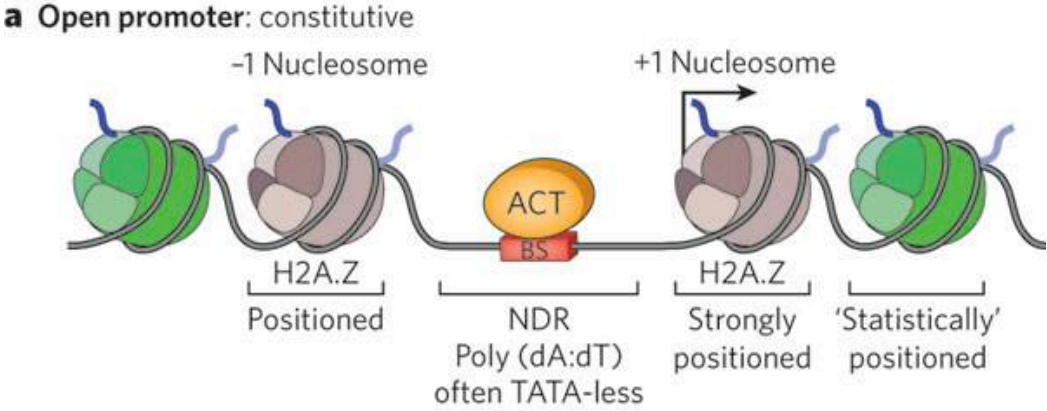 a Open promoter: constitutive
–1 Nucleosome
+1 Nucleosome
ACT
BS
H2A.Z
H2A.Z
Positioned
NDR
Poly (dA:dT)
often TATA-less
Strongly
positioned
‘Statistically’
positioned